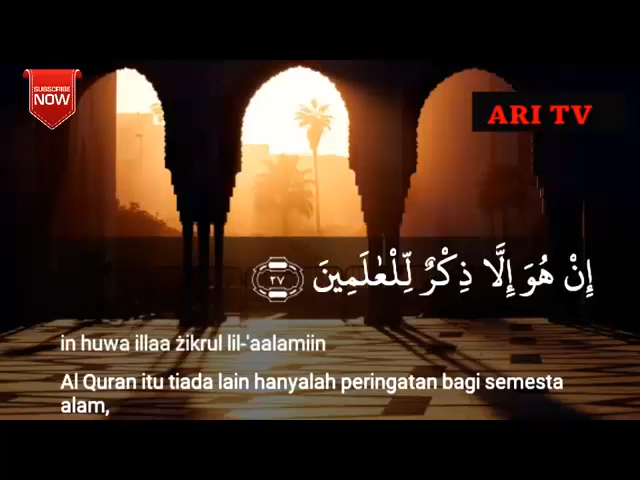 SUBSCRIBE
NOW
ARI TV
إِنْ هُوَ إِلَّا ذِكْرٌ لِّلْعَٰلَمِينَ ٢٧
in huwa illaa żikrul lil-'aalamiin
Al Quran itu tiada lain hanyalah peringatan bagi semesta
alam,